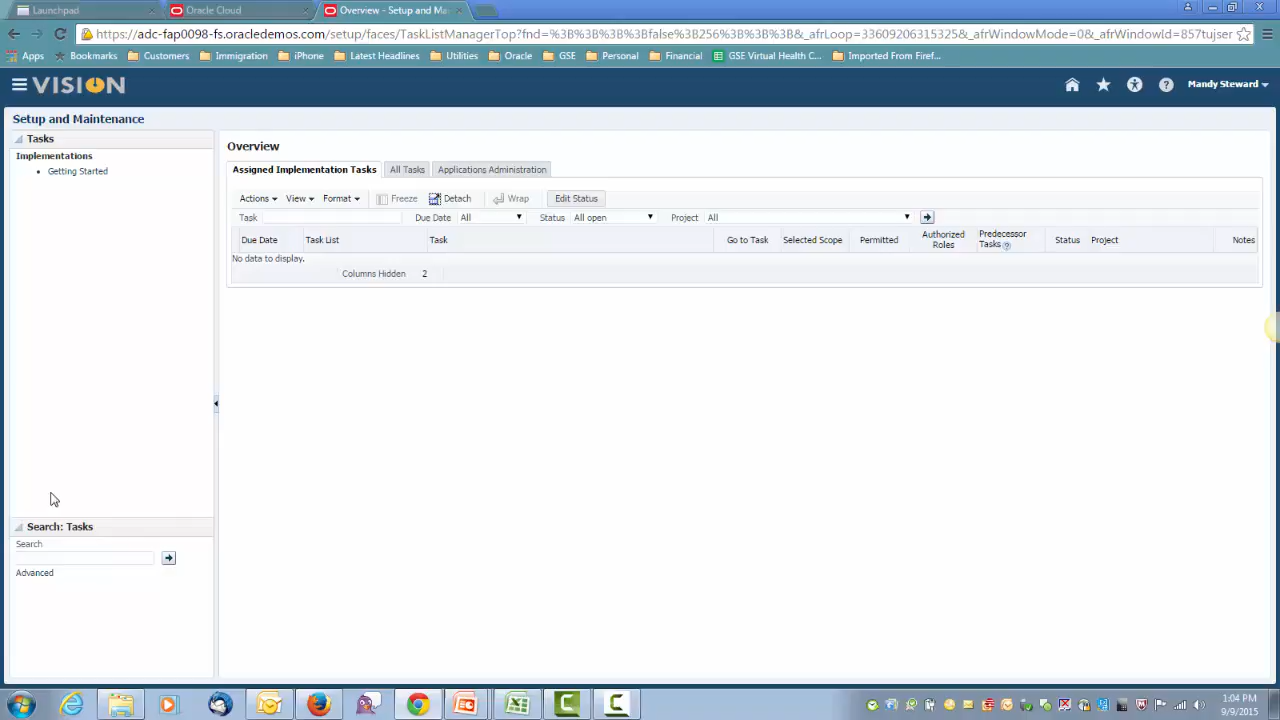 Launchpad
Oracle Cloud
Overview - Setup and Ma
https://adc-fap0098-fs.oracledemos.com/setup/faces/TaskListManagerTop?fnd=%3B%3B%3Bfalse%3B256%3B%3B%3B&_afrLoop=336092063153325&_afrWindowMode=0&_afrWindowId=857tujser
Apps Bookmarks Customers Immigration iPhone Latest Headlines Utilities Oracle GSE Personal Financial GSE Virtual Health C... Imported From Firef...
VISION
Mandy Steward
Setup and Maintenance
Tasks
Implementations
Getting Started
Overview
Assigned Implementation Tasks All Tasks Applications Administration
Actions View Format Freeze Detach Wrap Edit Status
Task Due Date All Status All open Project All
Due Date Task List Task Go to Task Selected Scope Permitted Authorized Roles Predecessor Tasks Status Project Notes
No data to display.
Columns Hidden 2
Search: Tasks
Search
Advanced
1:04 PM
9/9/2015